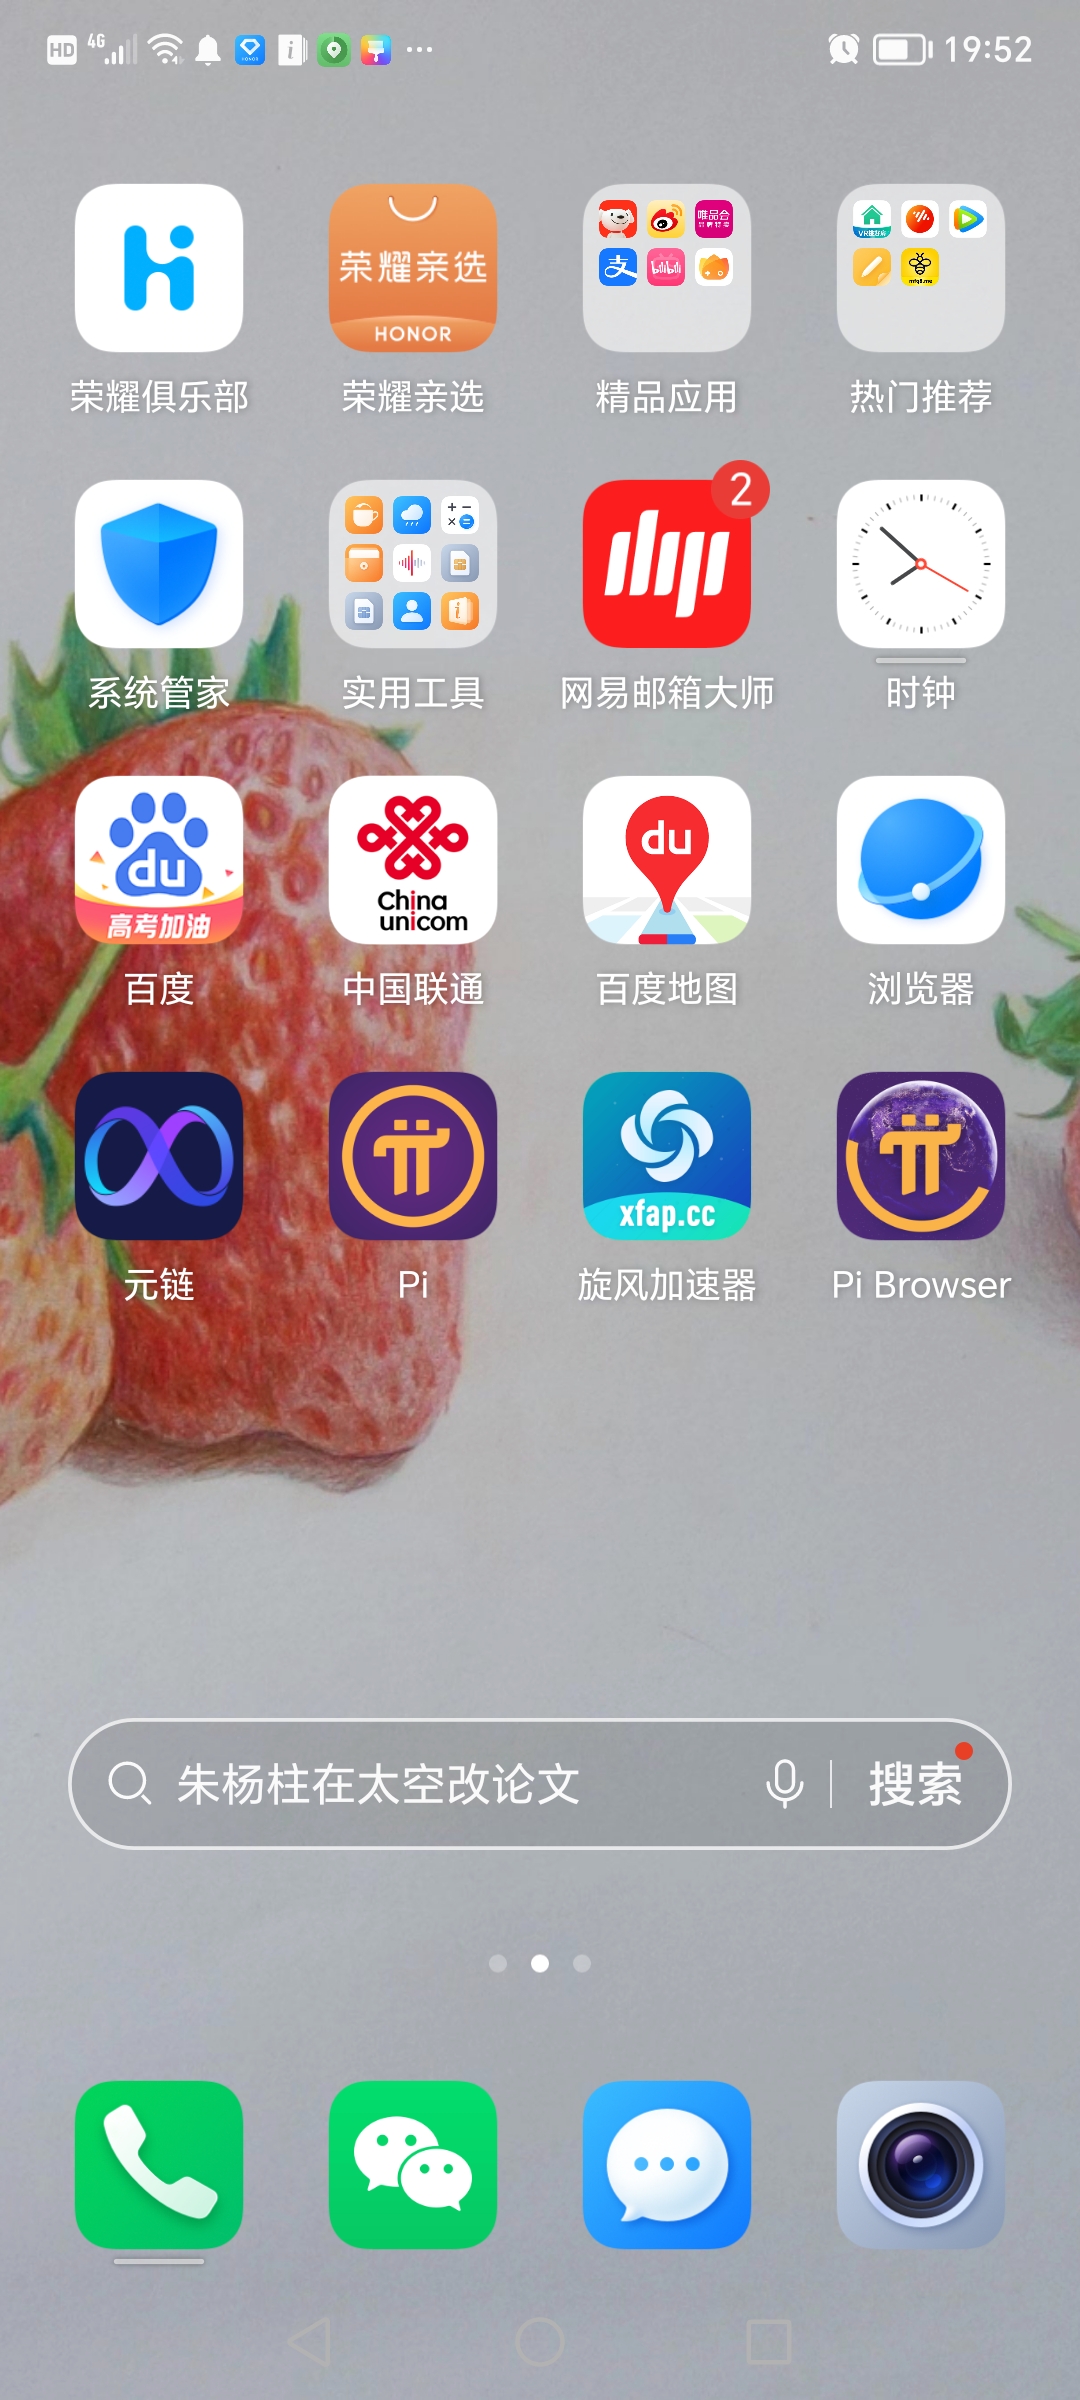 HD 4G 19:52
荣耀亲选
HONOR
唯品会
bilibili
荣耀俱乐部 荣耀亲选 精品应用 热门推荐
2
系统管家 实用工具 网易邮箱大师 时钟
du
高考加油
China
unicom
du
百度 中国联通 百度地图 浏览器
xfap.cc
元链 Pi 旋风加速器 Pi Browser
朱杨柱在太空改论文 搜索